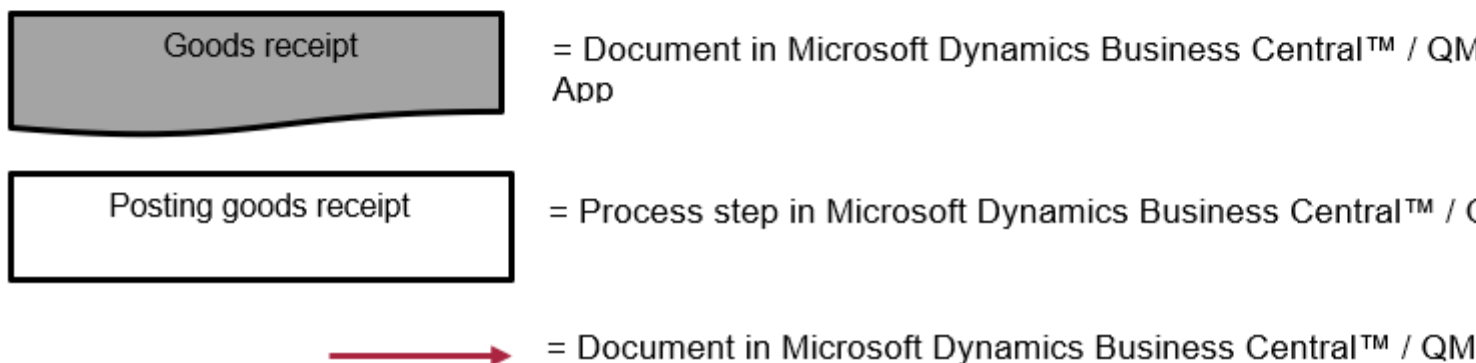 Goods receipt
= Document in Microsoft Dynamics Business Central™ / QM
App
Posting goods receipt
= Process step in Microsoft Dynamics Business Central™ /
= Document in Microsoft Dynamics Business Central™ / QM